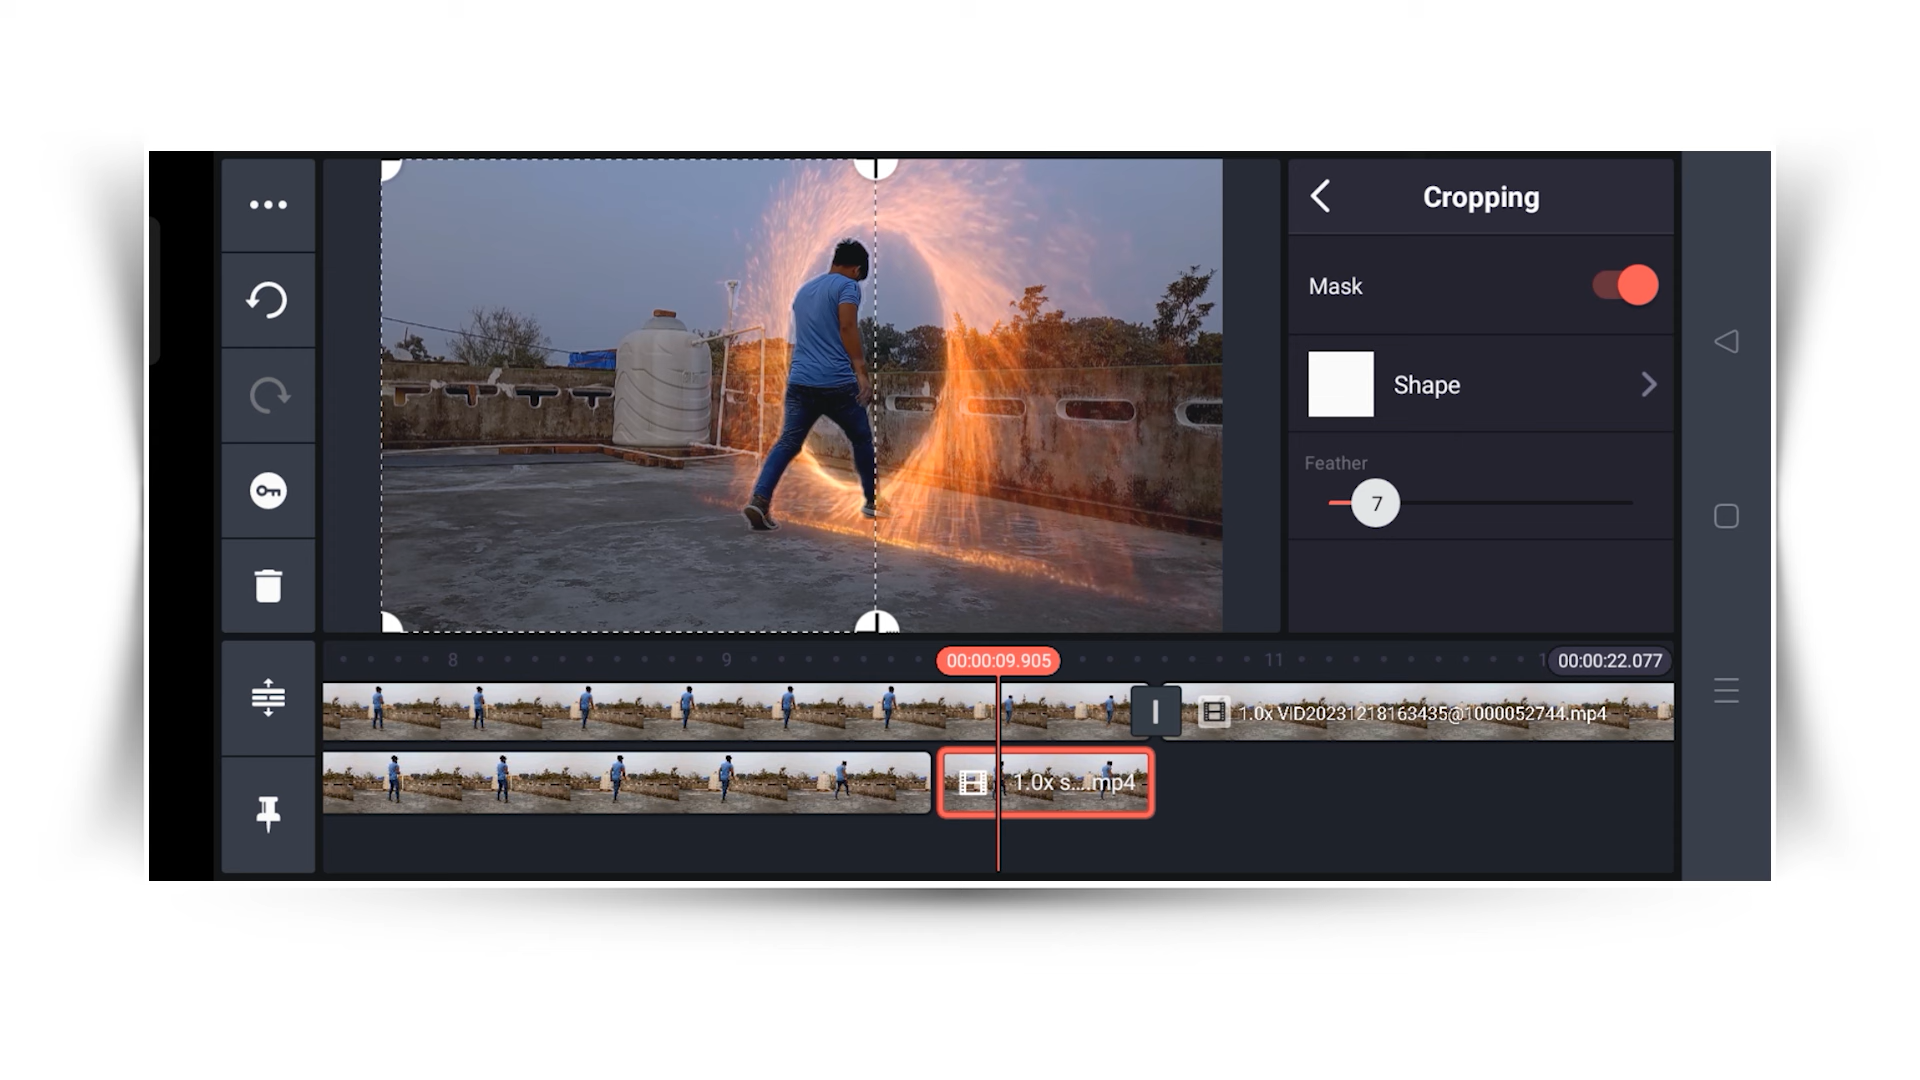 Cropping
Mask
Shape
Feather
7
8
9
00:00:09.905
11
00:00:22.077
1.0x VID20231218163435@1000052744.mp4
1.0x s....mp4